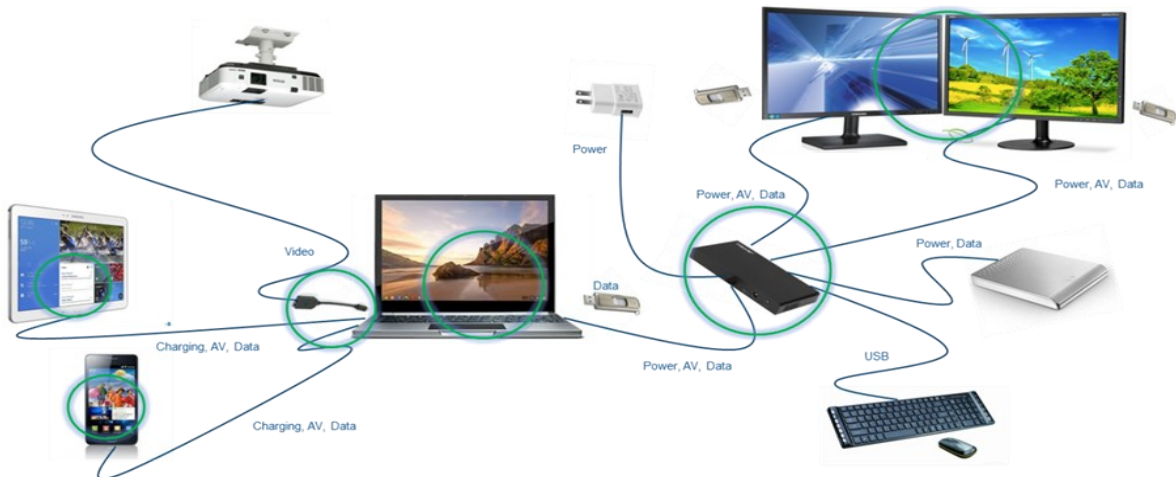 Power
Power, AV, Data
Power, AV, Data
Video
Power, Data
Data
Charging, AV, Data
Power, AV, Data
USB
Charging, AV, Data